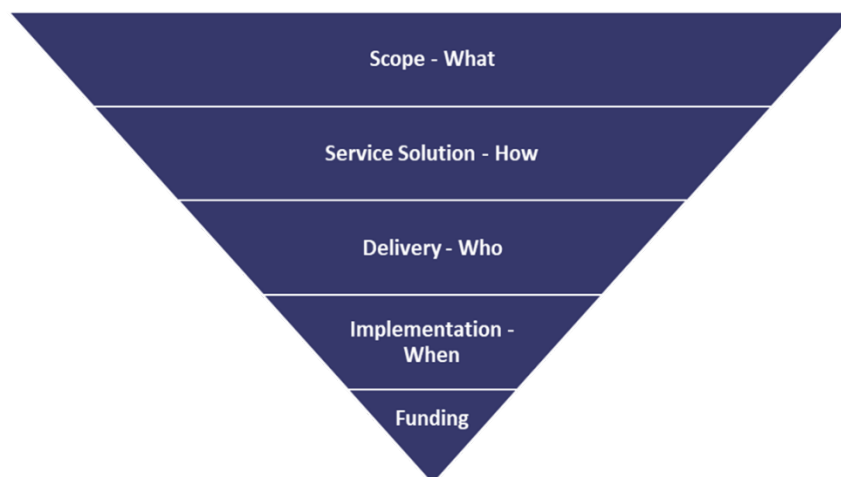 Scope - What
Service Solution - How
Delivery - Who
Implementation -
When
Funding